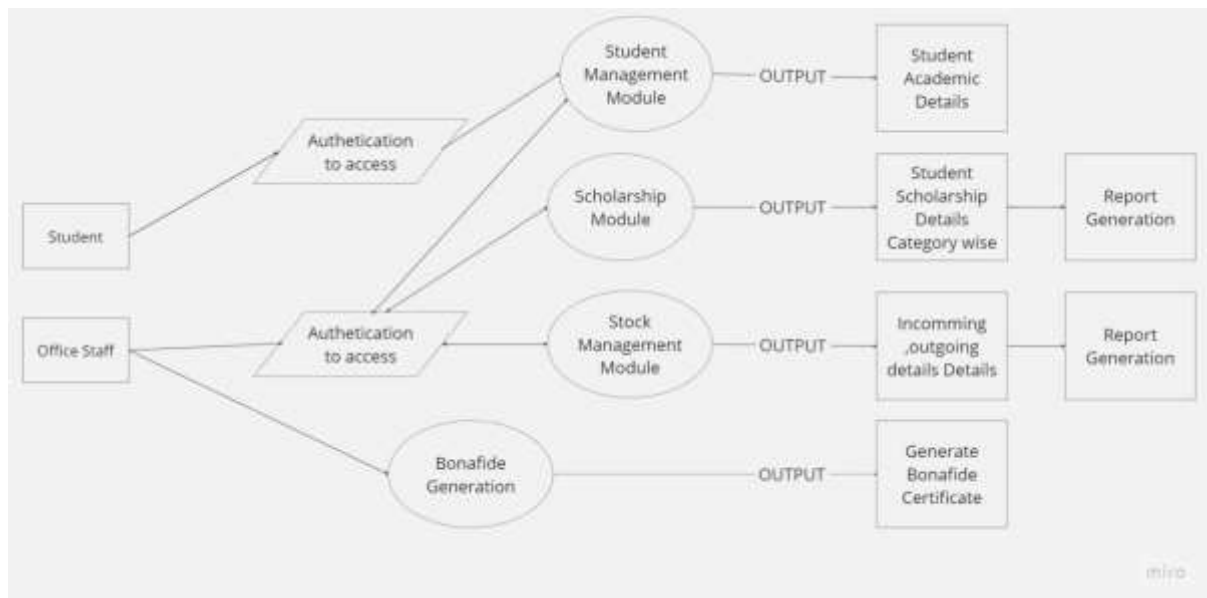 Student
Management
Module
OUTPUT
Student
Academic
Details
Authetication
to access
Student
Scholarship
Module
OUTPUT
Student
Scholarship
Details
Category wise
Report
Generation
Office Staff
Authetication
to access
Stock
Management
Module
OUTPUT
Incomming
,outgoing
details Details
Report
Generation
Bonafide
Generation
OUTPUT
Generate
Bonafide
Certificate
miro